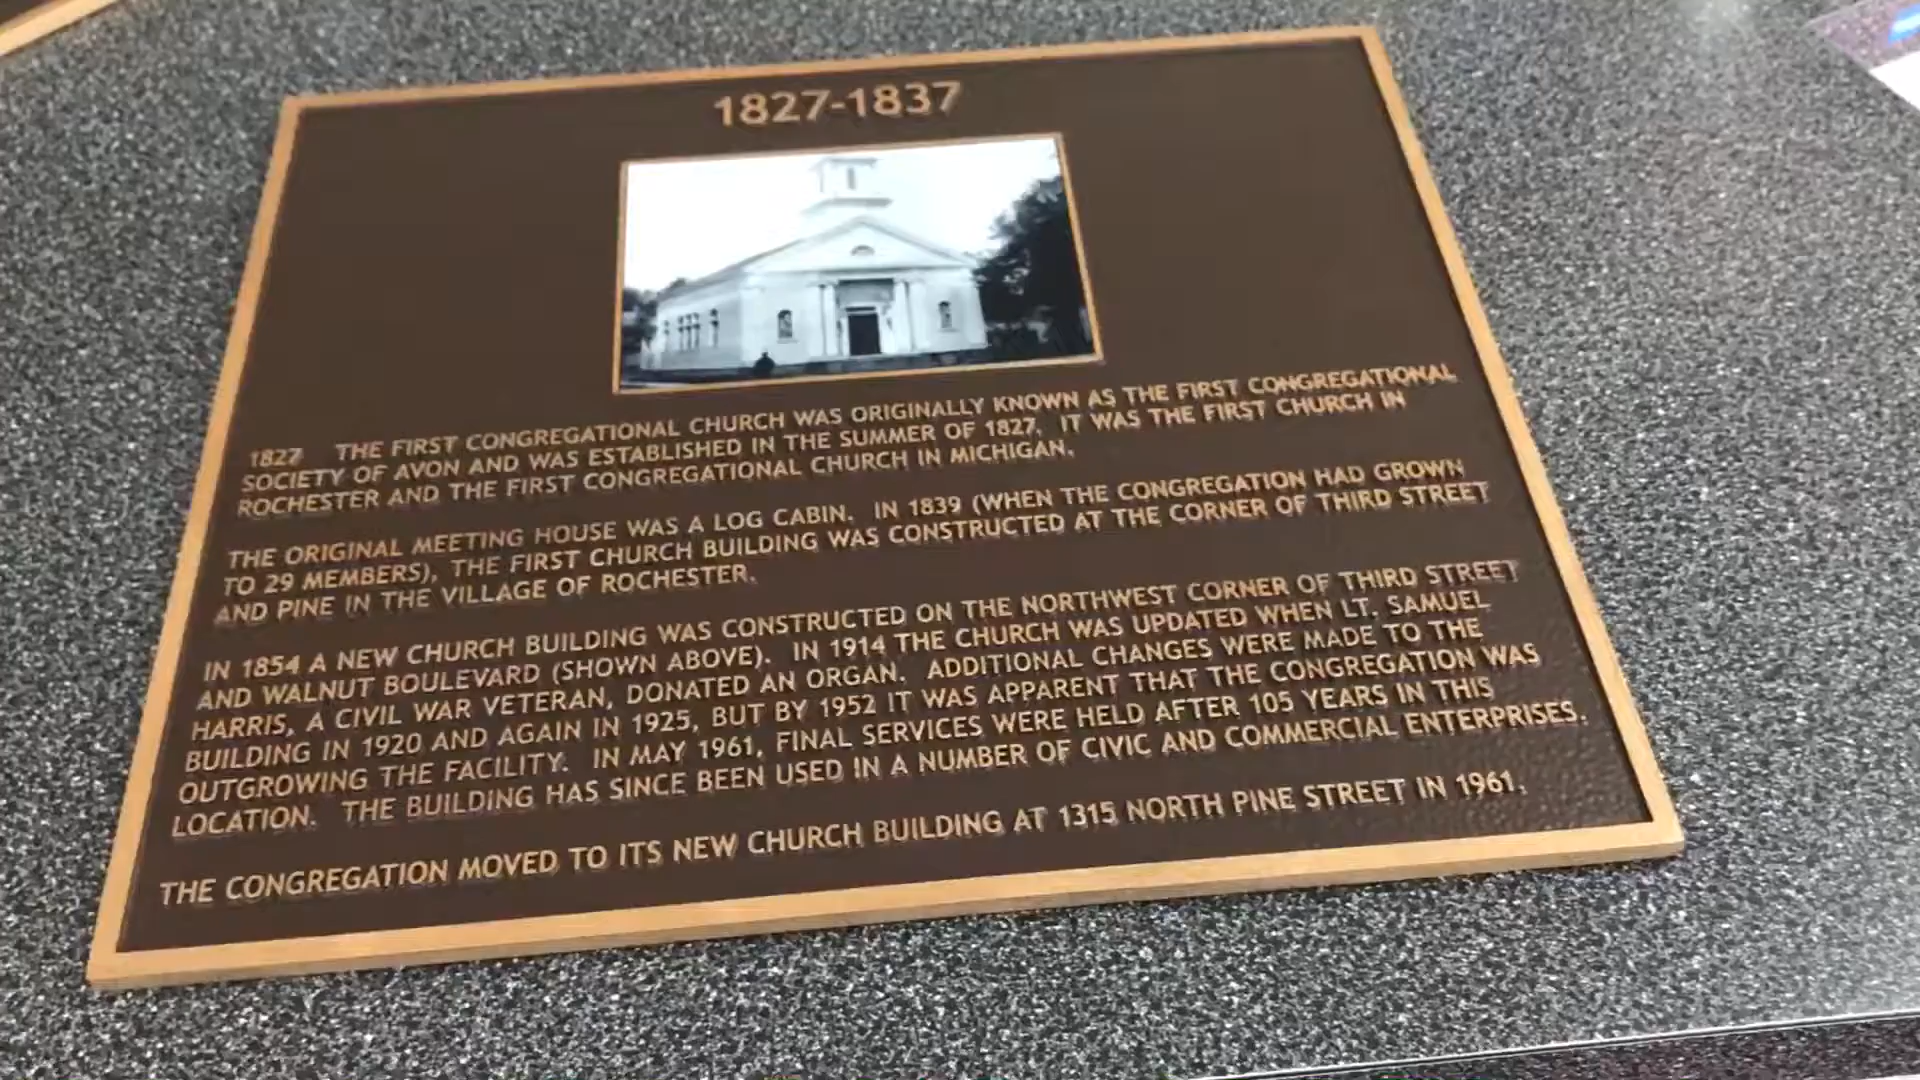 1827-1837
1827 THE FIRST CONGREGATIONAL CHURCH WAS ORIGINALLY KNOWN AS THE FIRST CONGREGATIONAL
SOCIETY OF AVON AND WAS ESTABLISHED IN THE SUMMER OF 1827. IT WAS THE FIRST CHURCH IN
ROCHESTER AND THE FIRST CONGREGATIONAL CHURCH IN MICHIGAN.
THE ORIGINAL MEETING HOUSE WAS A LOG CABIN. IN 1839 (WHEN THE CONGREGATION HAD GROWN
TO 29 MEMBERS), THE FIRST CHURCH BUILDING WAS CONSTRUCTED AT THE CORNER OF THIRD STREET
AND PINE IN THE VILLAGE OF ROCHESTER.
IN 1854 A NEW CHURCH BUILDING WAS CONSTRUCTED ON THE NORTHWEST CORNER OF THIRD STREET
AND WALNUT BOULEVARD (SHOWN ABOVE). IN 1914 THE CHURCH WAS UPDATED WHEN LT. SAMUEL
HARRIS, A CIVIL WAR VETERAN, DONATED AN ORGAN. ADDITIONAL CHANGES WERE MADE TO THE
BUILDING IN 1920 AND AGAIN IN 1925, BUT BY 1952 IT WAS APPARENT THAT THE CONGREGATION WAS
OUTGROWING THE FACILITY. IN MAY 1961, FINAL SERVICES WERE HELD AFTER 105 YEARS IN THIS
LOCATION. THE BUILDING HAS SINCE BEEN USED IN A NUMBER OF CIVIC AND COMMERCIAL ENTERPRISES.
THE CONGREGATION MOVED TO ITS NEW CHURCH BUILDING AT 1315 NORTH PINE STREET IN 1961.